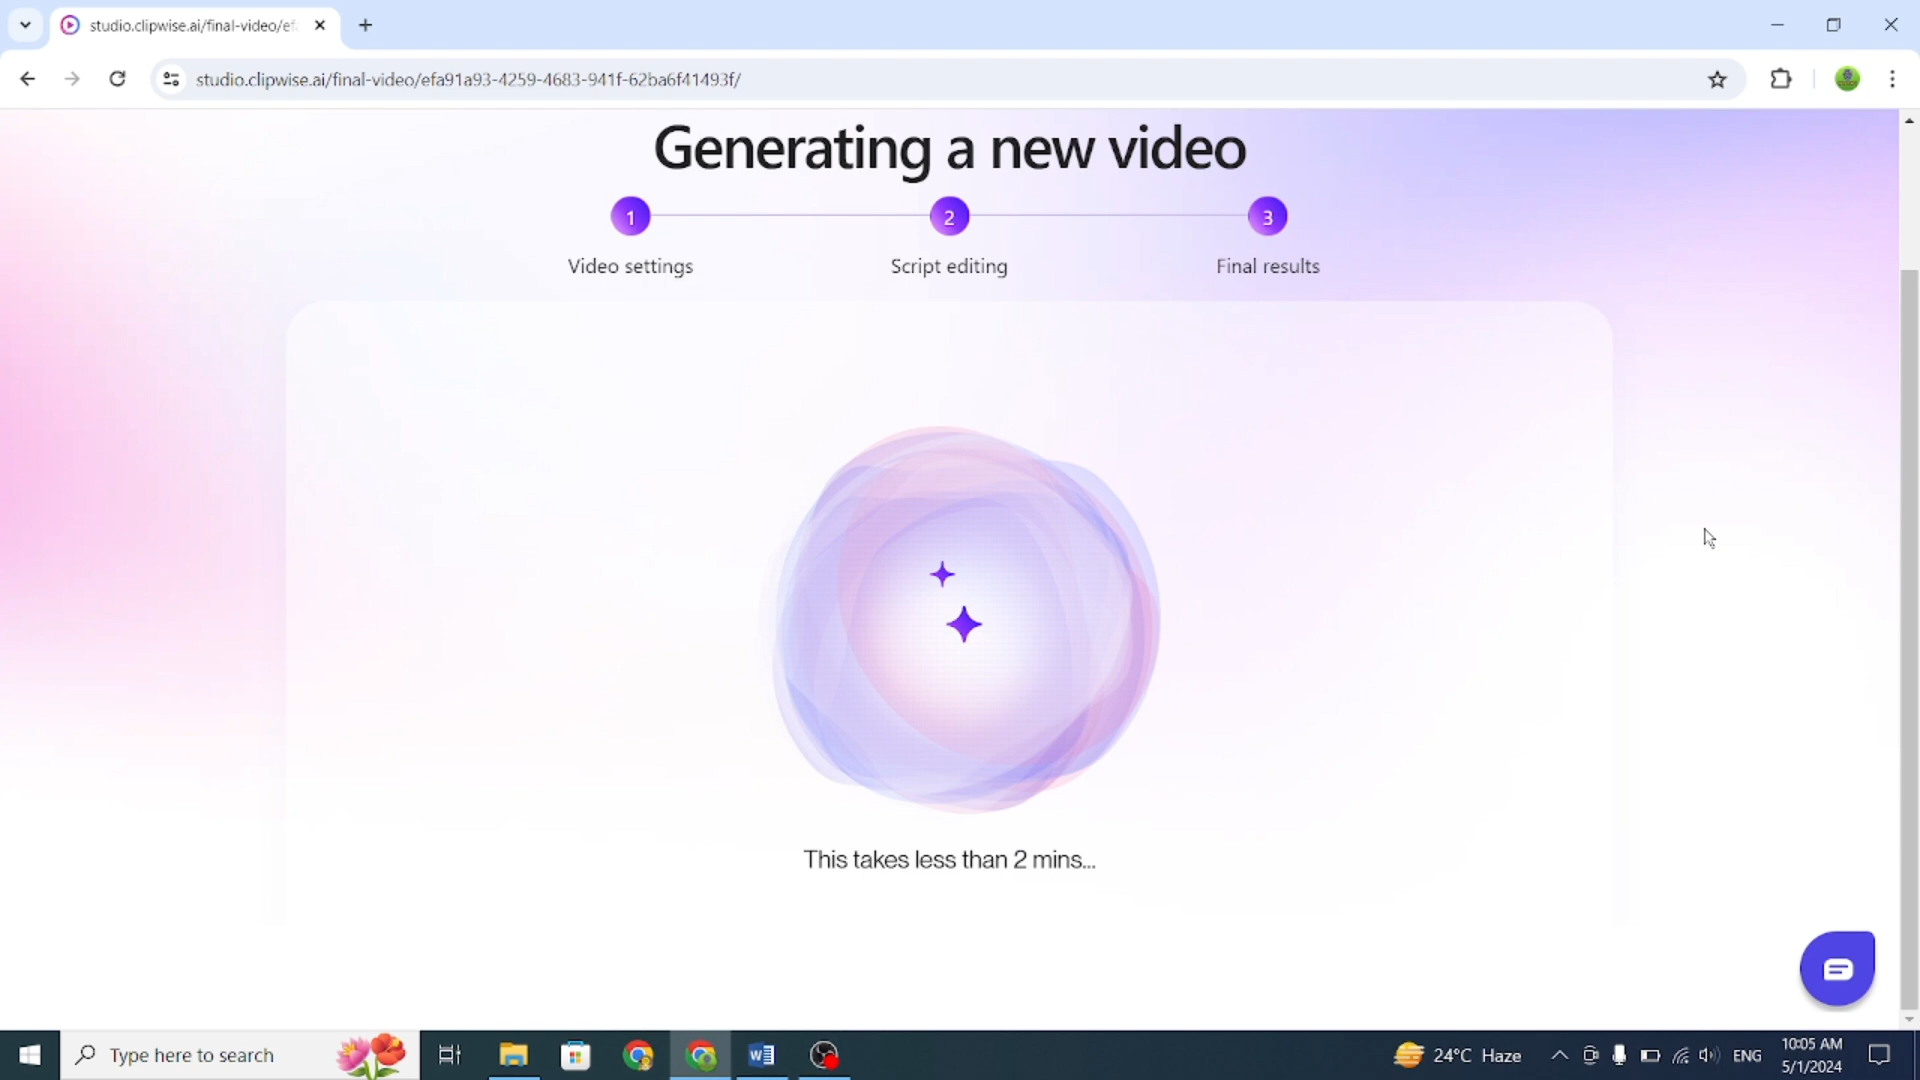 studio.clipwise.ai/final-video/ef
studio.clipwise.ai/final-video/efa91a93-4259-4683-941f-62ba6f41493f/
Generating a new video
1 2 3
Video settings Script editing Final results
This takes less than 2 mins...
Type here to search
24°C Haze
ENG
10:05 AM
5/1/2024